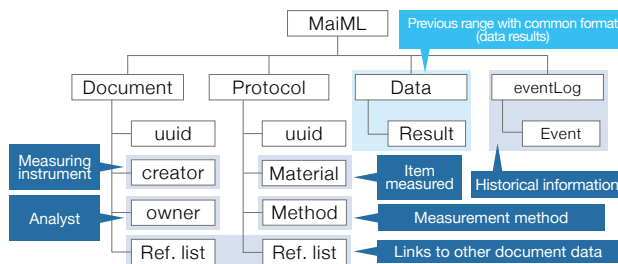 MaiML
Previous range with common format
(data results)
Document
Protocol
Data
eventLog
uuid
uuid
Result
Event
Measuring
instrument
creator
Material
Item
measured
Historical information
Analyst
owner
Method
Measurement method
Ref. list
Ref. list
Links to other document data